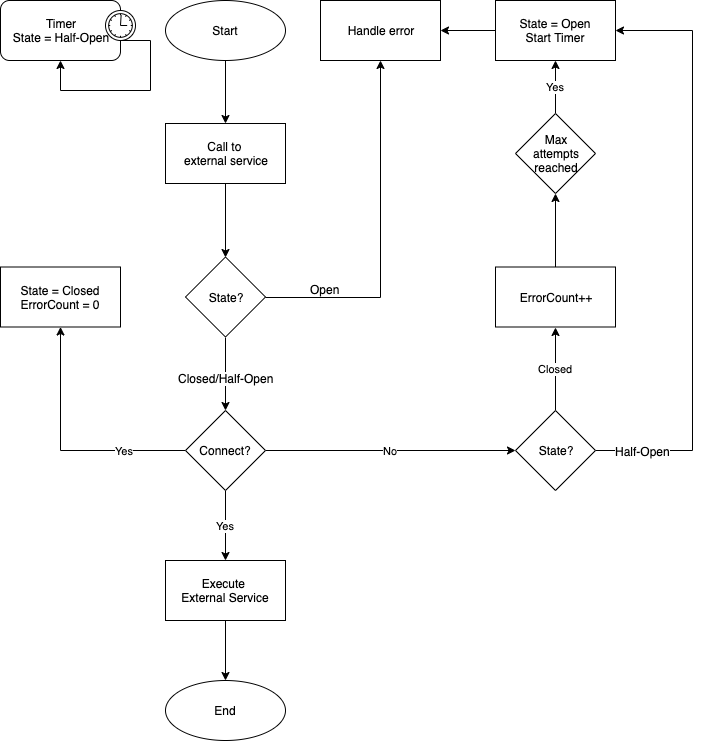 Timer
State = Half-Open
Start
Handle error
State = Open
Start Timer
Yes
Call to
external service
Max
attempts
reached
State = Closed
ErrorCount = 0
State?
Open
ErrorCount++
Closed/Half-Open
Closed
Yes
Connect?
No
State?
Half-Open
Yes
Execute
External Service
End